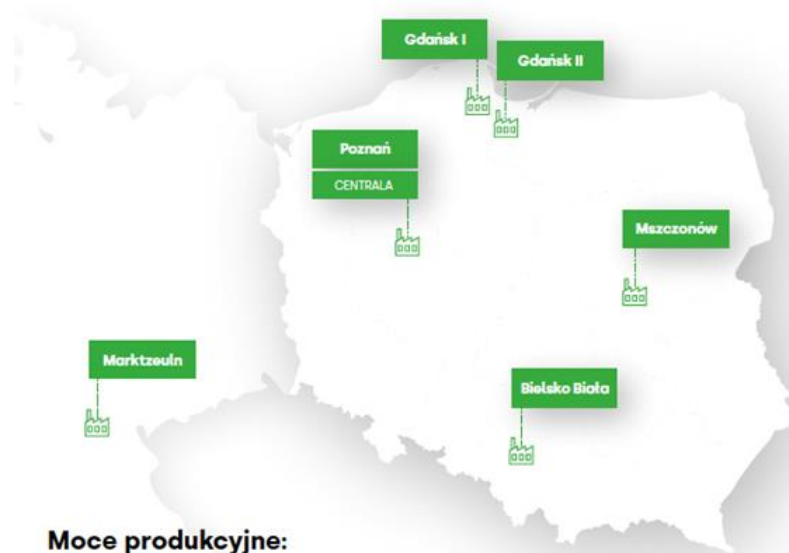 Gdańsk I
Gdańsk II
Poznań
CENTRALA
Mszczonów
Marktzeuln
Bielsko Biała
Moce produkcyjne: